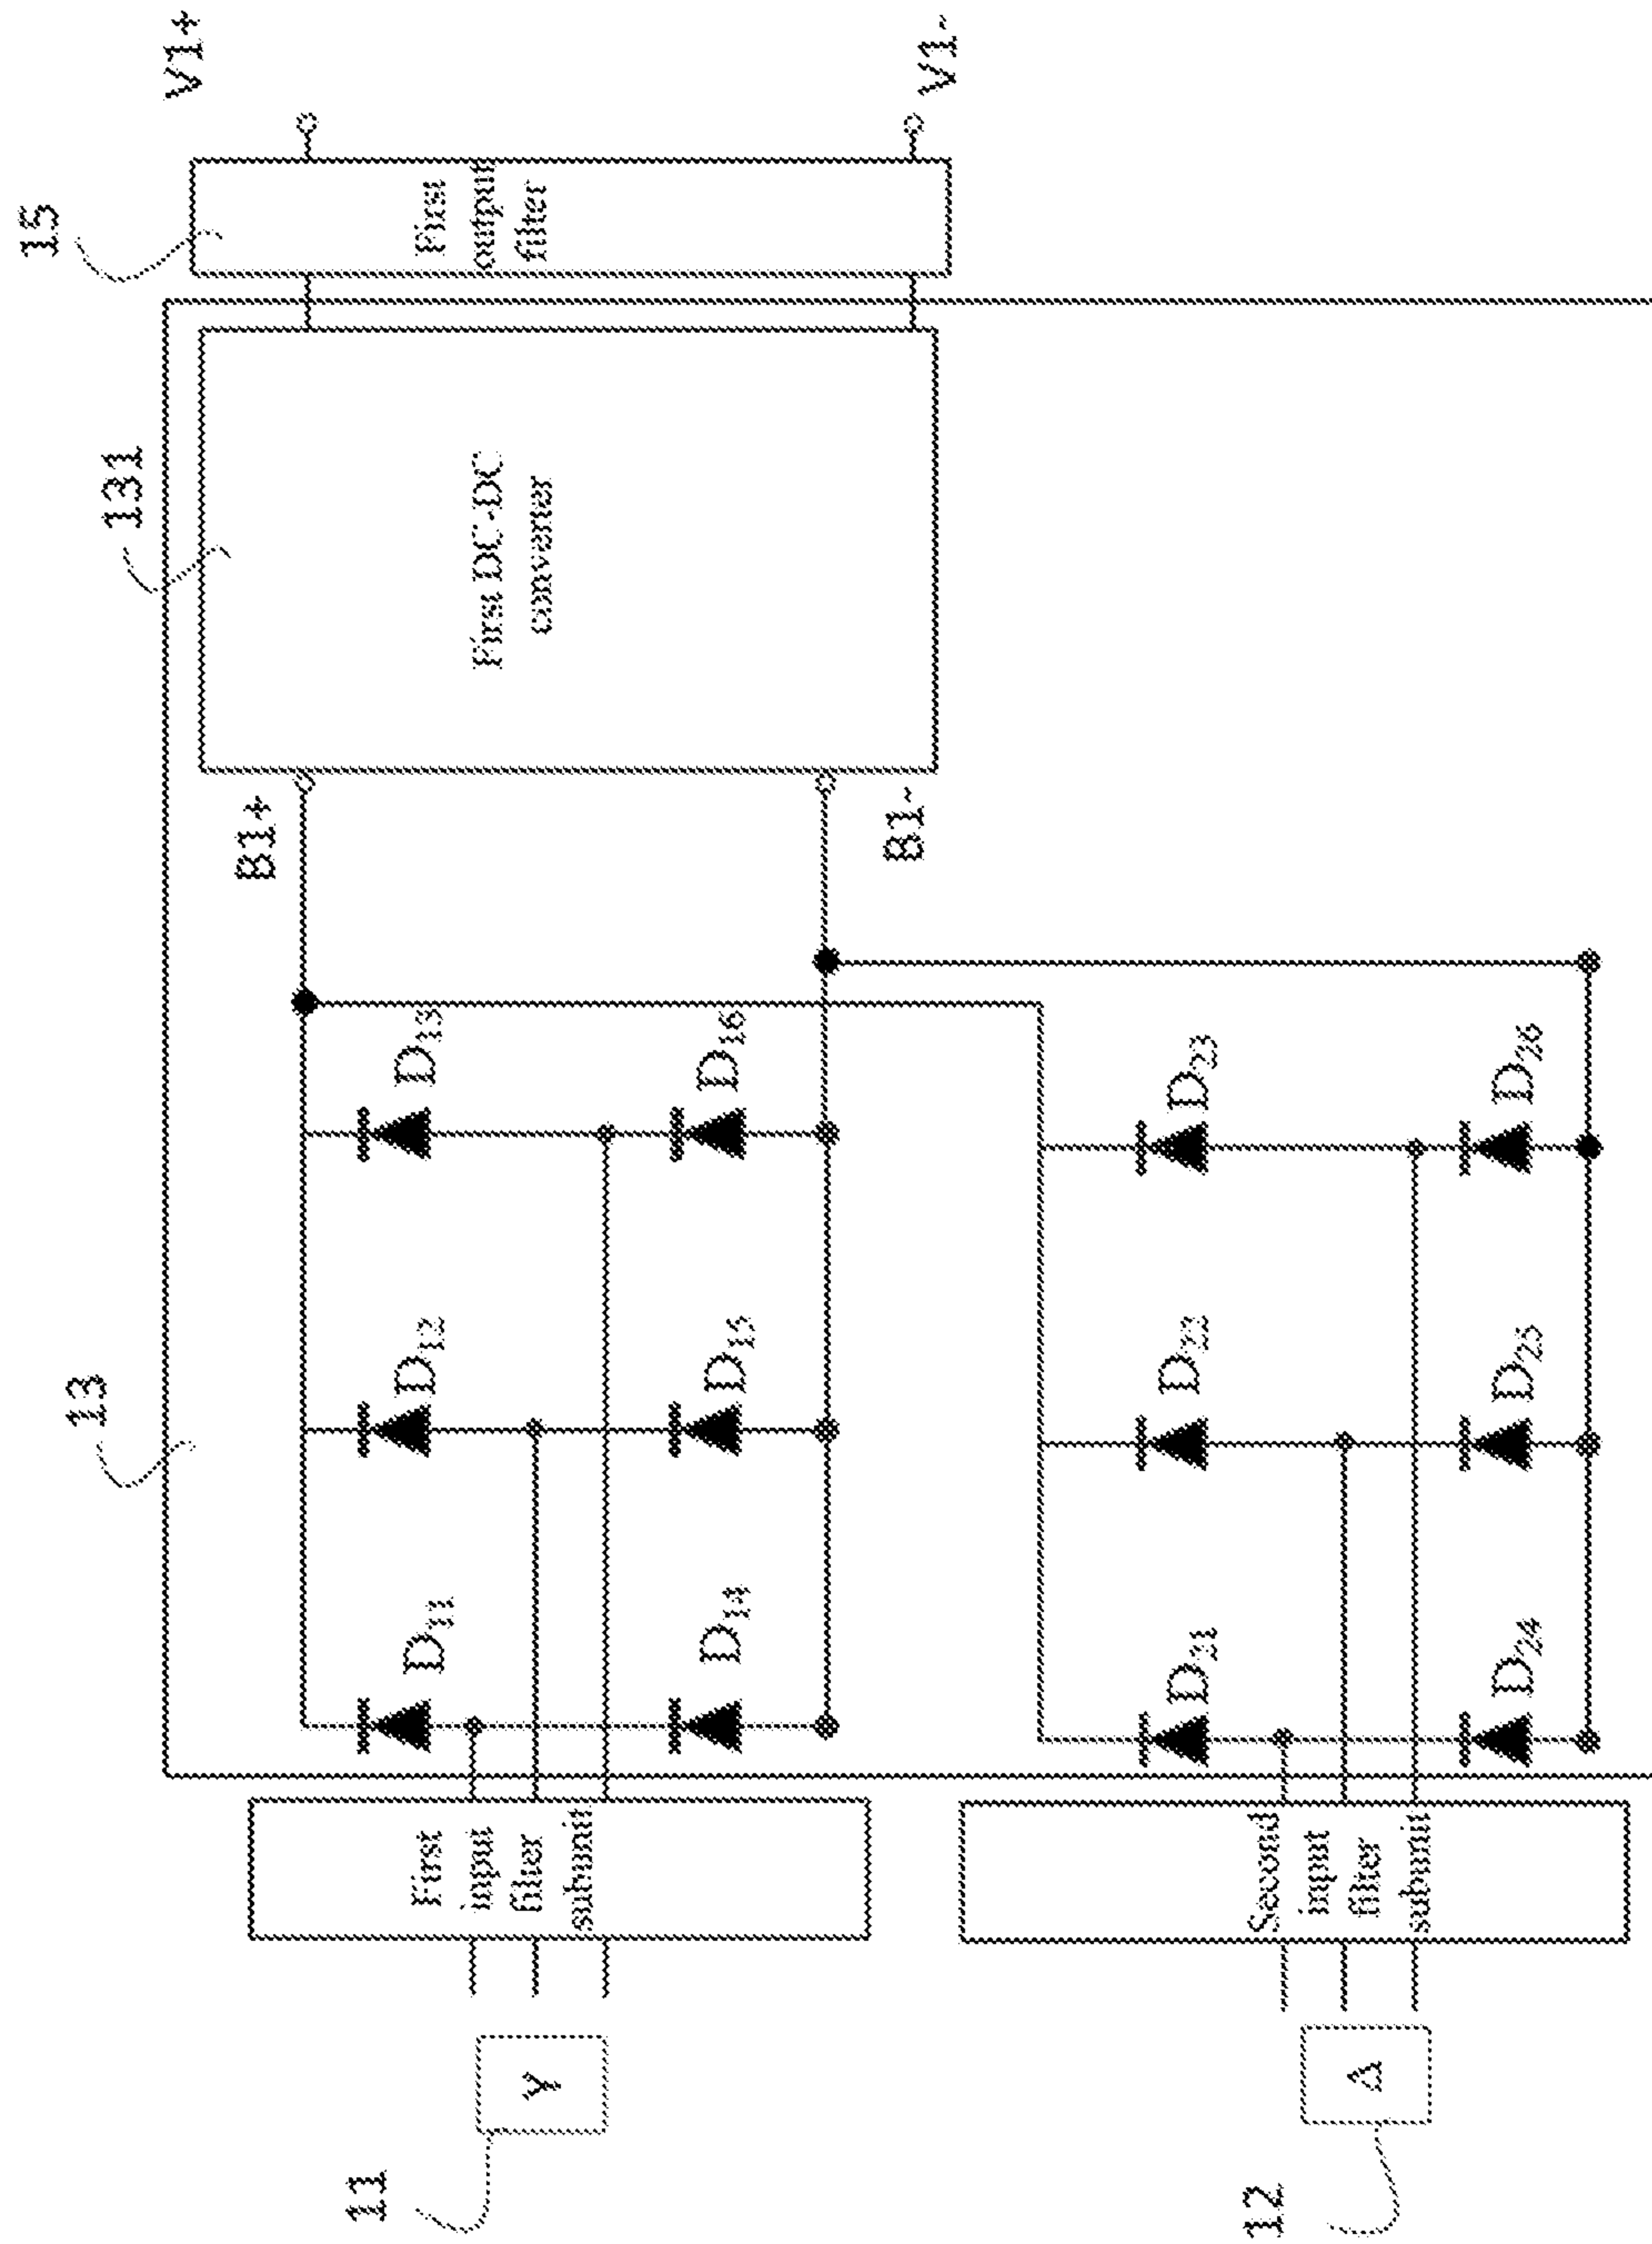 13
131
15
V1+
V1-
B1+
B1-
First DC-DC
converter
First
output
filter
D11
D12
D13
D14
D15
D16
First
input
filter
subunit
11
Y
D21
D22
D23
D24
D25
D26
Second
input
filter
subunit
12
Δ